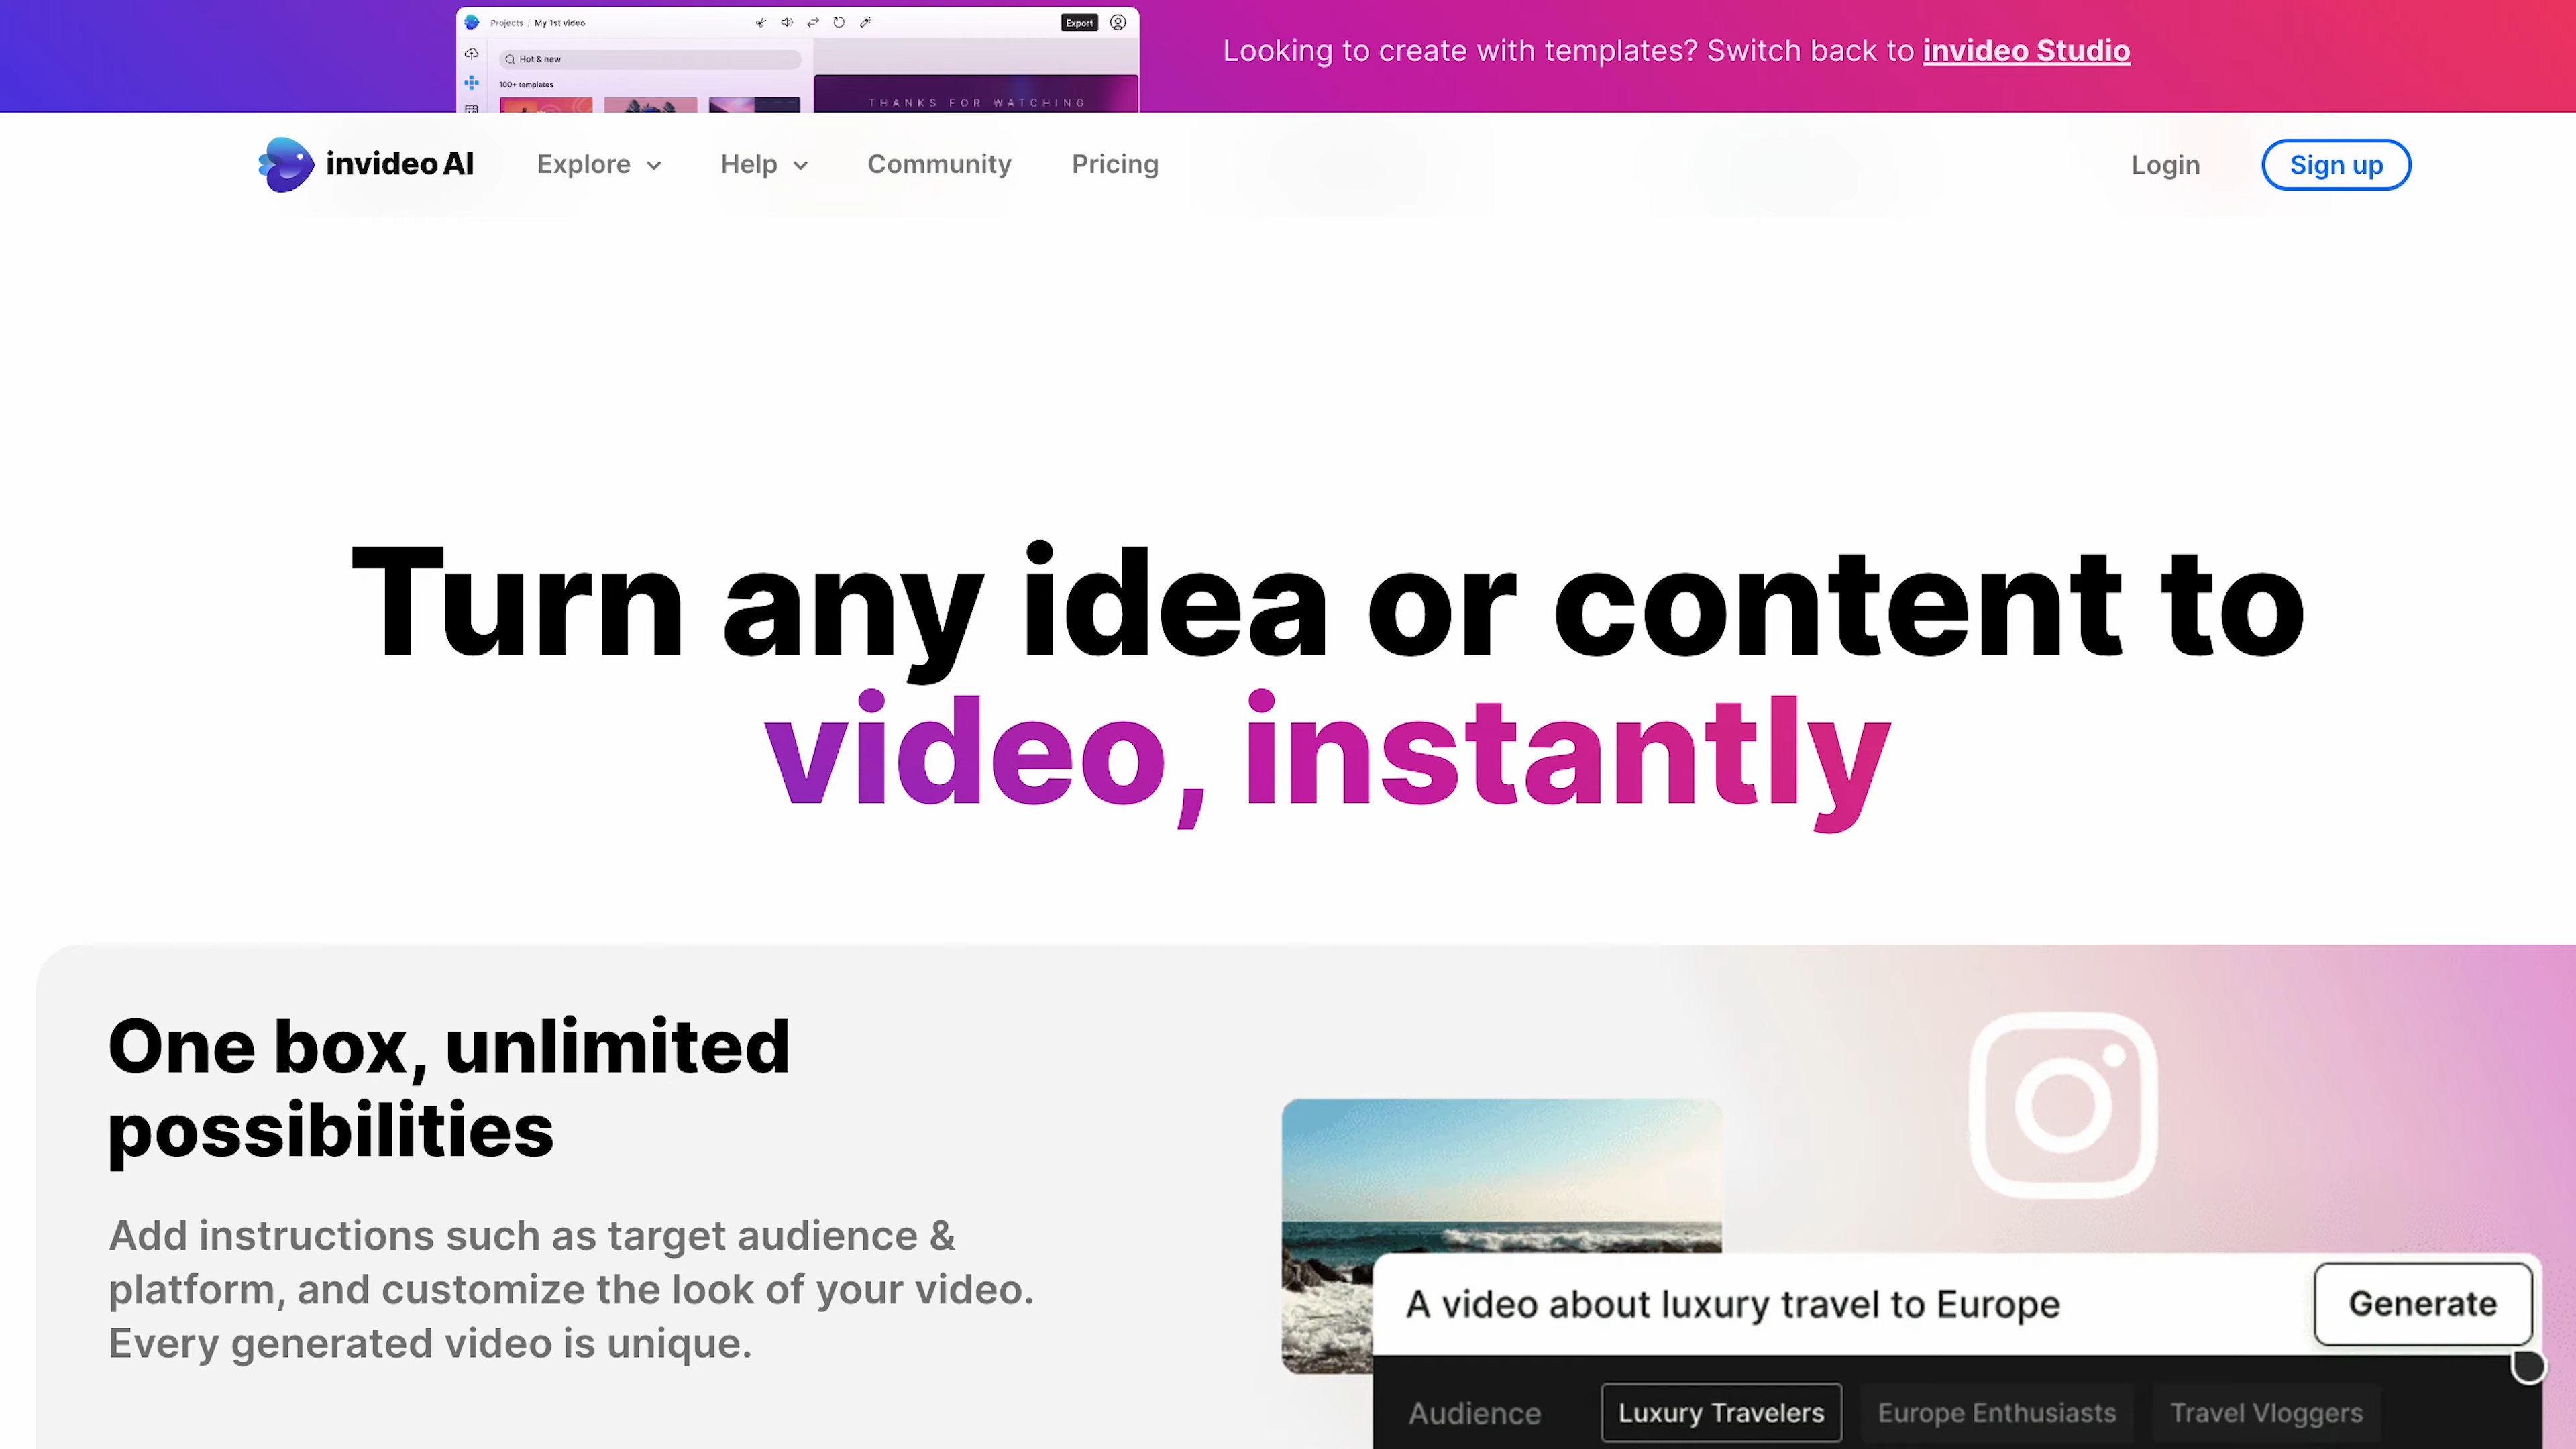 Projects / My 1st video
Export
Hot & new
100+ templates
THANKS FOR WATCHING
Looking to create with templates? Switch back to invideo Studio
invideo AI
Explore
Help
Community
Pricing
Login
Sign up
Turn any idea or content to
video, instantly
One box, unlimited
possibilities
Add instructions such as target audience &
platform, and customize the look of your video.
Every generated video is unique.
A video about luxury travel to Europe
Generate
Audience
Luxury Travelers
Europe Enthusiasts
Travel Vloggers